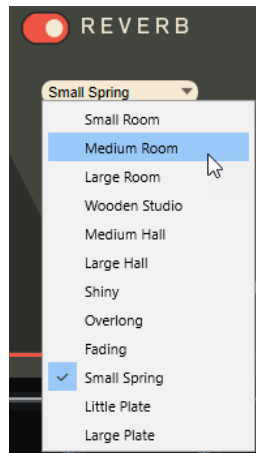 REVERB
Small Spring
Small Room
Medium Room
Large Room
Wooden Studio
Medium Hall
Large Hall
Shiny
Overlong
Fading
Small Spring
Little Plate
Large Plate